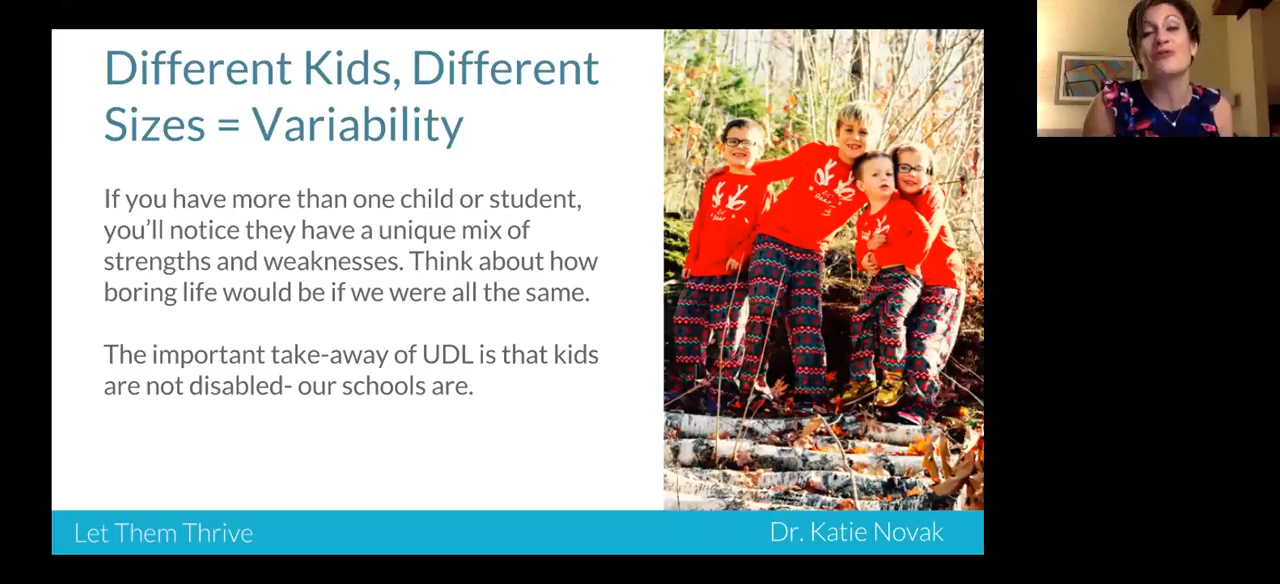 Different Kids, Different
Sizes = Variability
If you have more than one child or student,
you'll notice they have a unique mix of
strengths and weaknesses. Think about how
boring life would be if we were all the same.
The important take-away of UDL is that kids
are not disabled- our schools are.
Let Them Thrive
Dr. Katie Novak